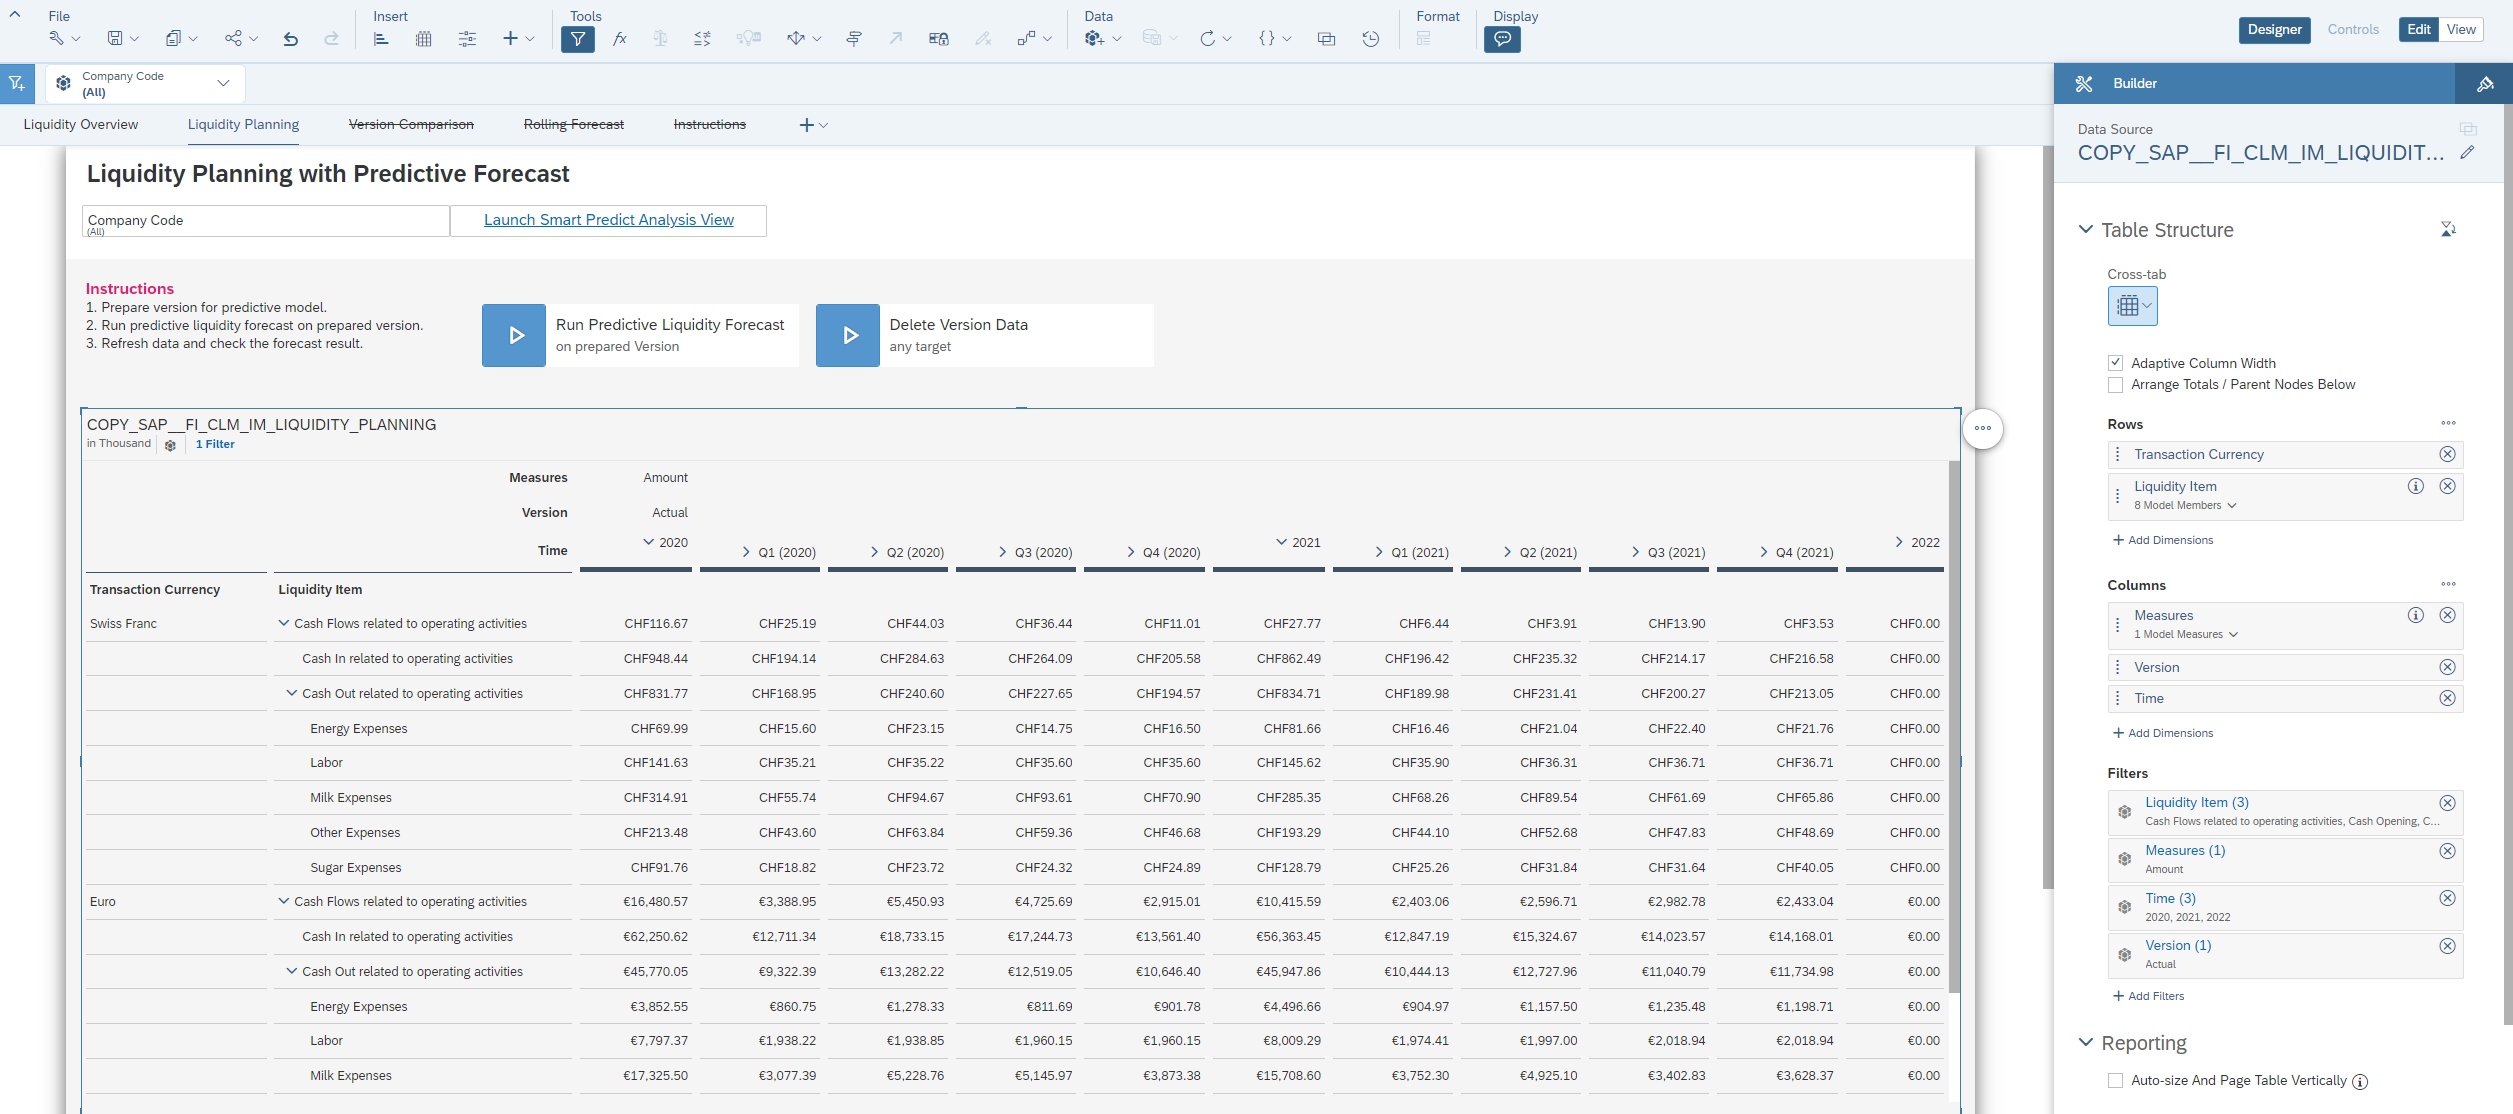 File
Insert
Tools
Data
Format
Display
Designer
Controls
Edit
View
Company Code
(All)
Builder
Liquidity Overview
Liquidity Planning
Version Comparison
Rolling Forecast
Instructions
Data Source
COPY_SAP__FI_CLM_IM_LIQUIDIT...
Liquidity Planning with Predictive Forecast
Company Code
(All)
Launch Smart Predict Analysis View
Instructions
1. Prepare version for predictive model.
2. Run predictive liquidity forecast on prepared version.
3. Refresh data and check the forecast result.
Run Predictive Liquidity Forecast
on prepared Version
Delete Version Data
any target
COPY_SAP__FI_CLM_IM_LIQUIDITY_PLANNING
in Thousand
1 Filter
Measures Amount
Version Actual
Time 2020 Q1 (2020) Q2 (2020) Q3 (2020) Q4 (2020) 2021 Q1 (2021) Q2 (2021) Q3 (2021) Q4 (2021) 2022
Transaction Currency Liquidity Item
Swiss Franc Cash Flows related to operating activities CHF116.67 CHF25.19 CHF44.03 CHF36.44 CHF11.01 CHF27.77 CHF6.44 CHF3.91 CHF13.90 CHF3.53 CHF0.00
Cash In related to operating activities CHF948.44 CHF194.14 CHF284.63 CHF264.09 CHF205.58 CHF862.49 CHF196.42 CHF235.32 CHF214.17 CHF216.58 CHF0.00
Cash Out related to operating activities CHF831.77 CHF168.95 CHF240.60 CHF227.65 CHF194.57 CHF834.71 CHF189.98 CHF231.41 CHF200.27 CHF213.05 CHF0.00
Energy Expenses CHF69.99 CHF15.60 CHF23.15 CHF14.75 CHF16.50 CHF81.66 CHF16.46 CHF21.04 CHF22.40 CHF21.76 CHF0.00
Labor CHF141.63 CHF35.21 CHF35.22 CHF35.60 CHF35.60 CHF145.62 CHF35.90 CHF36.31 CHF36.71 CHF36.71 CHF0.00
Milk Expenses CHF314.91 CHF55.74 CHF94.67 CHF93.61 CHF70.90 CHF285.35 CHF68.26 CHF89.54 CHF61.69 CHF65.86 CHF0.00
Other Expenses CHF213.48 CHF43.60 CHF63.84 CHF59.36 CHF46.68 CHF193.29 CHF44.10 CHF52.68 CHF47.83 CHF48.69 CHF0.00
Sugar Expenses CHF91.76 CHF18.82 CHF23.72 CHF24.32 CHF24.89 CHF128.79 CHF25.26 CHF31.84 CHF31.64 CHF40.05 CHF0.00
Euro Cash Flows related to operating activities €16,480.57 €3,388.95 €5,450.93 €4,725.69 €2,915.01 €10,415.59 €2,403.06 €2,596.71 €2,982.78 €2,433.04 €0.00
Cash In related to operating activities €62,250.62 €12,711.34 €18,733.15 €17,244.73 €13,561.40 €56,363.45 €12,847.19 €15,324.67 €14,023.57 €14,168.01 €0.00
Cash Out related to operating activities €45,770.05 €9,322.39 €13,282.22 €12,519.05 €10,646.40 €45,947.86 €10,444.13 €12,727.96 €11,040.79 €11,734.98 €0.00
Energy Expenses €3,852.55 €860.75 €1,278.33 €811.69 €901.78 €4,496.66 €904.97 €1,157.50 €1,235.48 €1,198.71 €0.00
Labor €7,797.37 €1,938.22 €1,938.85 €1,960.15 €1,960.15 €8,009.29 €1,974.41 €1,997.00 €2,018.94 €2,018.94 €0.00
Milk Expenses €17,325.50 €3,077.39 €5,228.76 €5,145.97 €3,873.38 €15,708.60 €3,752.30 €4,925.10 €3,402.83 €3,628.37 €0.00
Table Structure
Cross-tab
Adaptive Column Width
Arrange Totals / Parent Nodes Below
Rows
Transaction Currency
Liquidity Item
8 Model Members
+ Add Dimensions
Columns
Measures
1 Model Measures
Version
Time
+ Add Dimensions
Filters
Liquidity Item (3)
Cash Flows related to operating activities, Cash Opening, C...
Measures (1)
Amount
Time (3)
2020, 2021, 2022
Version (1)
Actual
+ Add Filters
Reporting
Auto-size And Page Table Vertically